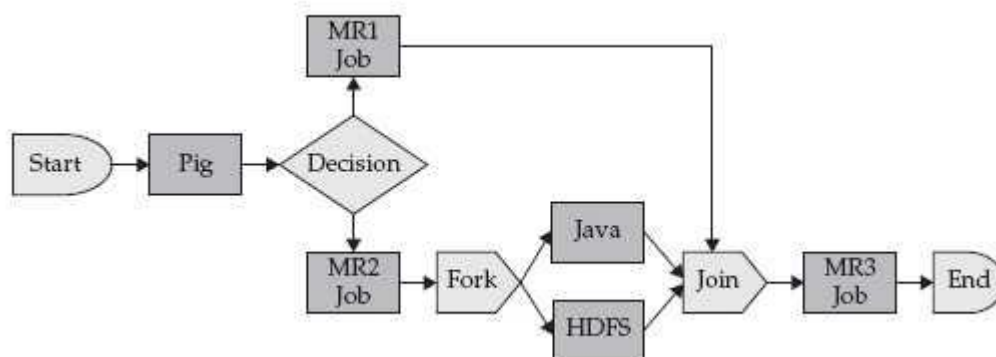 MR1
Job
Start
Pig
Decision
MR2
Job
Fork
Java
HDFS
Join
MR3
Job
End